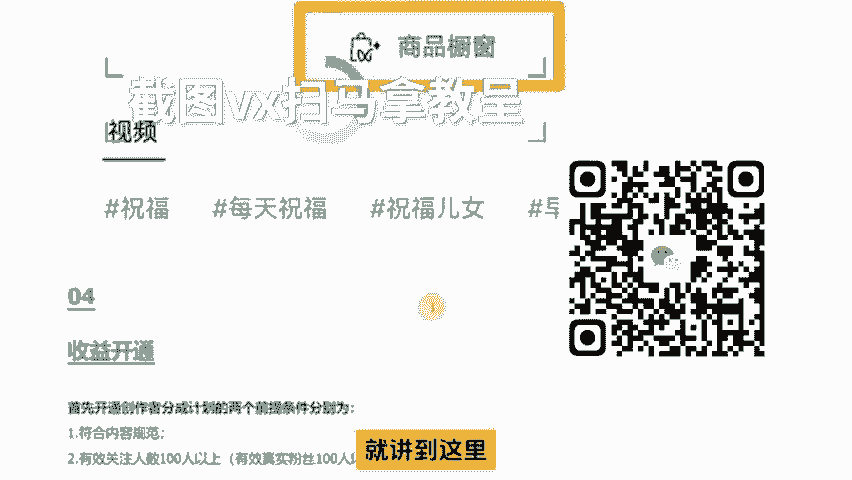 商品橱窗
截图vx扫马拿教呈
视频
#祝福 #每天祝福 #祝福儿女 #早
04
收益开通
首先开通创作者分成计划的两个前提条件分别为：
1.符合内容规范；
2.有效关注人数100人以上（有效真实粉丝100人以
就讲到这里